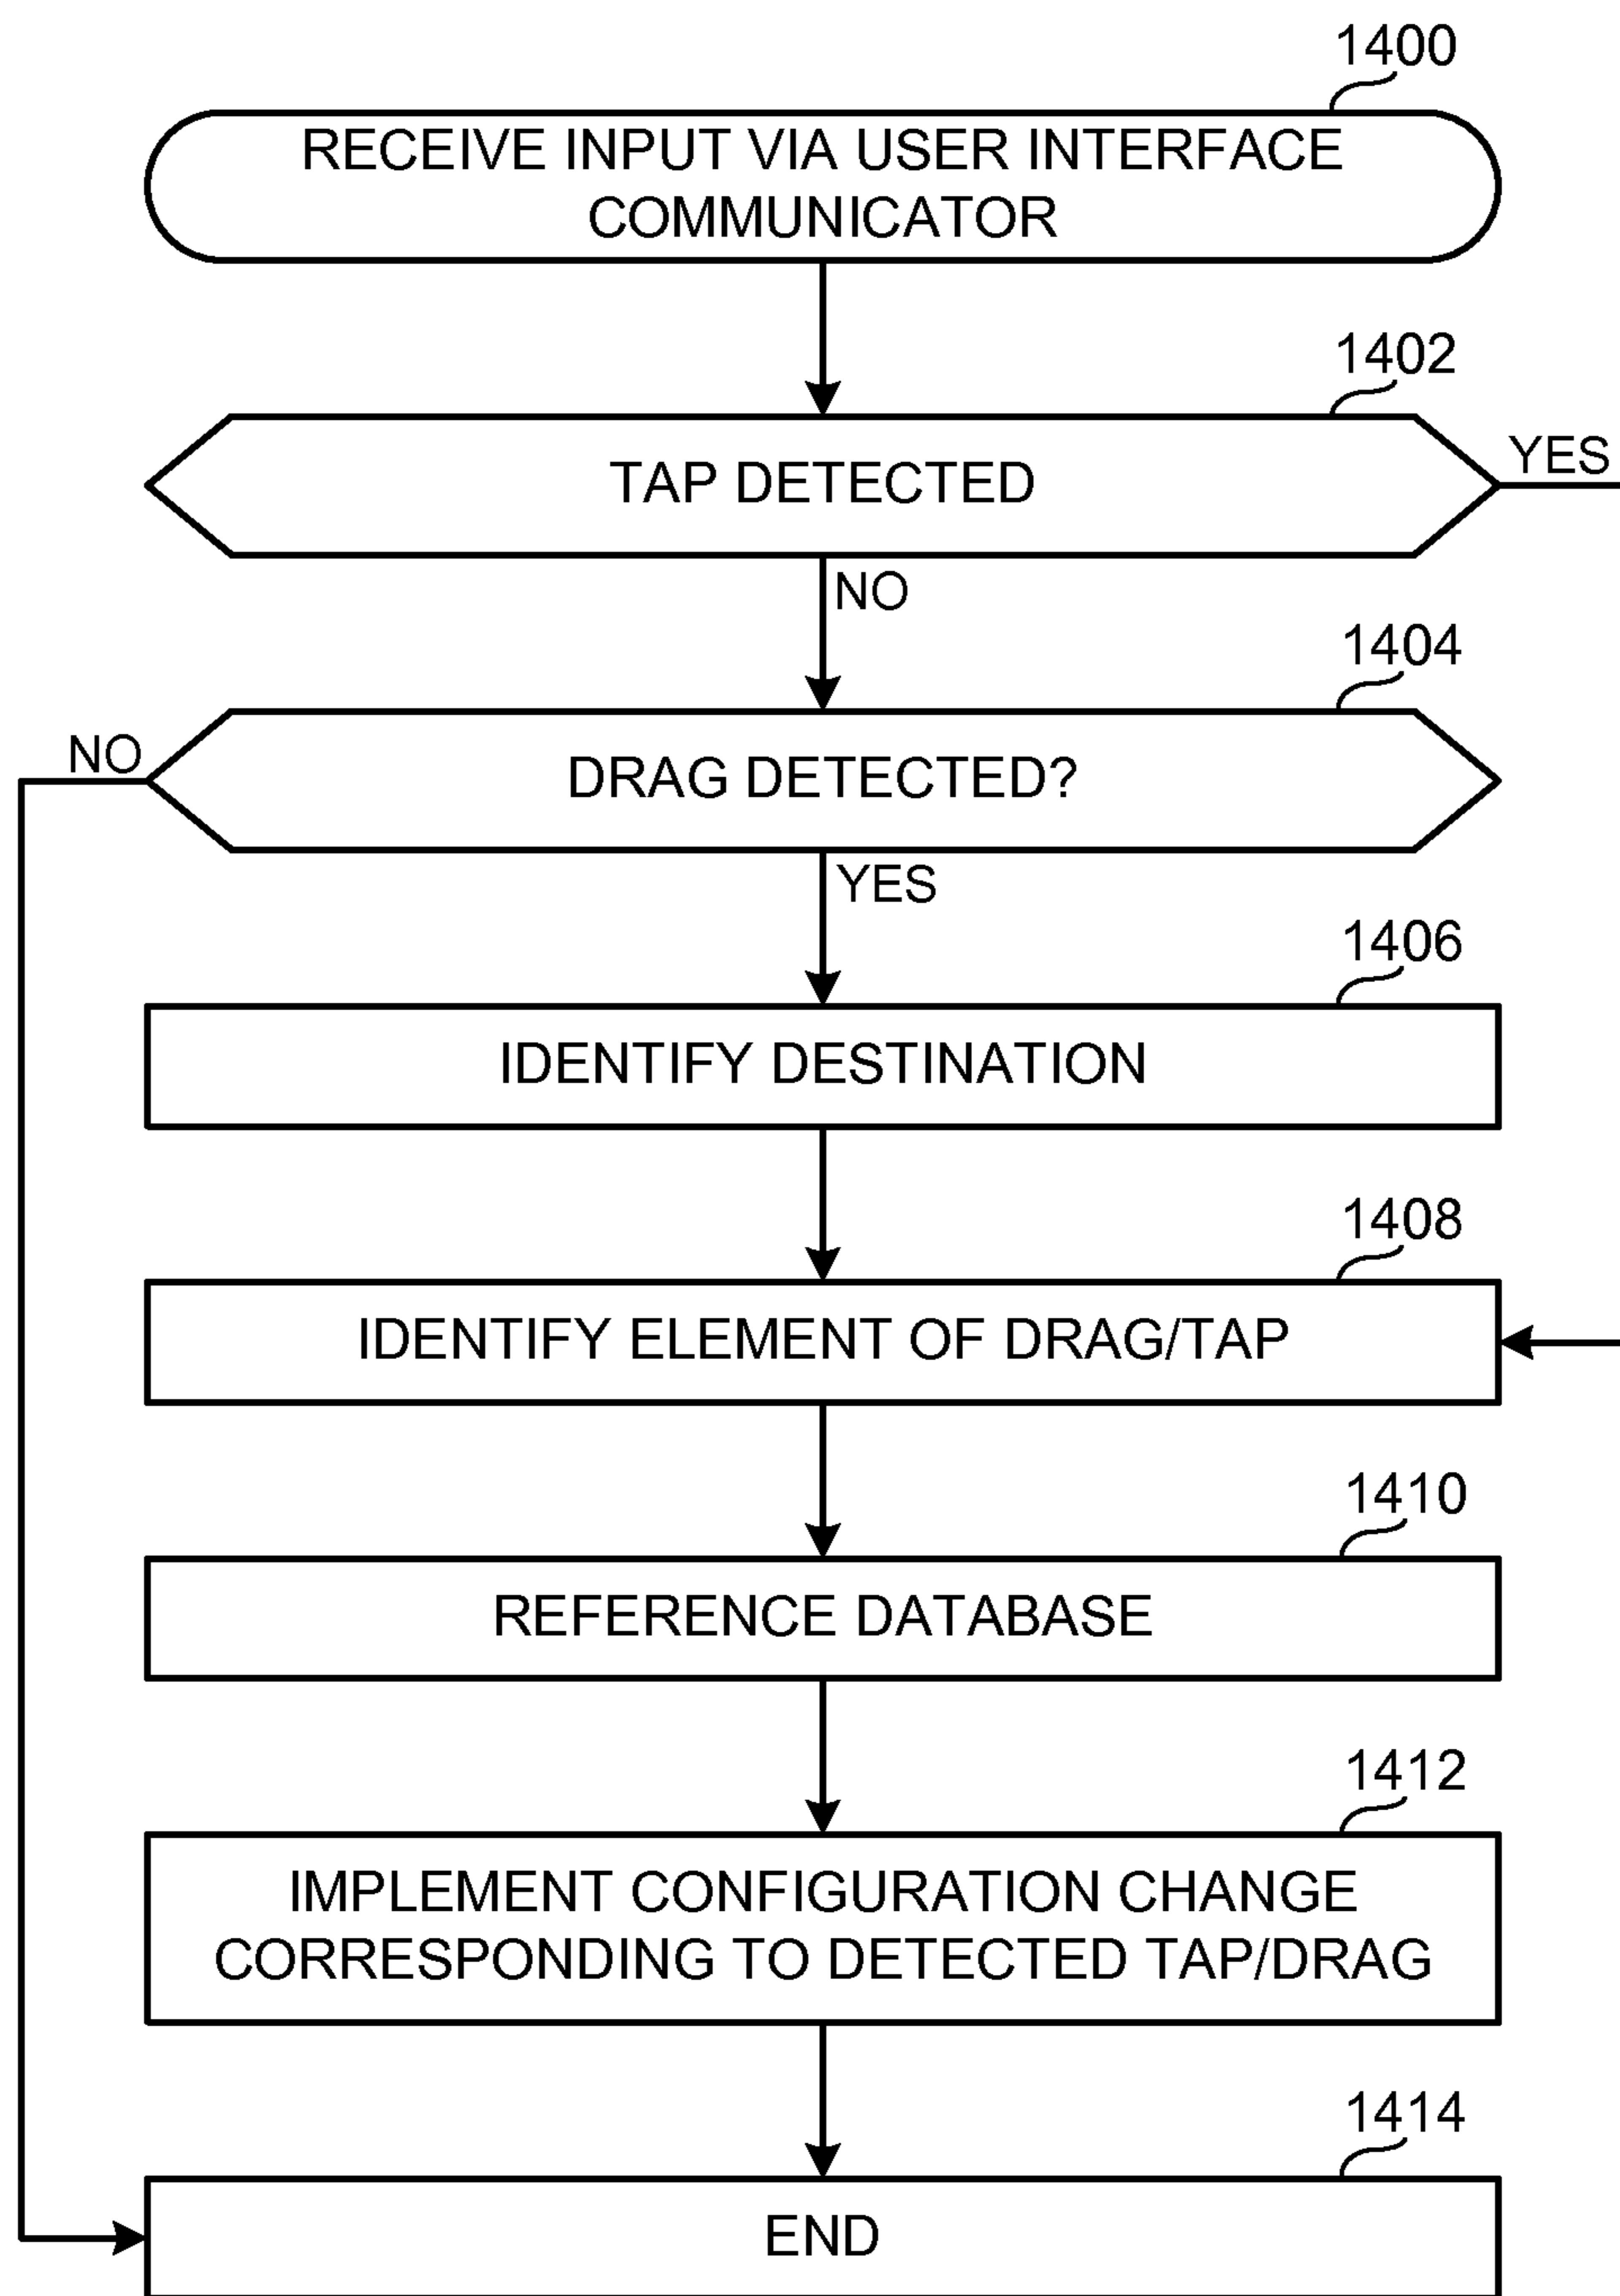 1400
RECEIVE INPUT VIA USER INTERFACE
COMMUNICATOR
1402
TAP DETECTED
YES
NO
1404
NO
DRAG DETECTED?
YES
1406
IDENTIFY DESTINATION
1408
IDENTIFY ELEMENT OF DRAG/TAP
1410
REFERENCE DATABASE
1412
IMPLEMENT CONFIGURATION CHANGE
CORRESPONDING TO DETECTED TAP/DRAG
1414
END